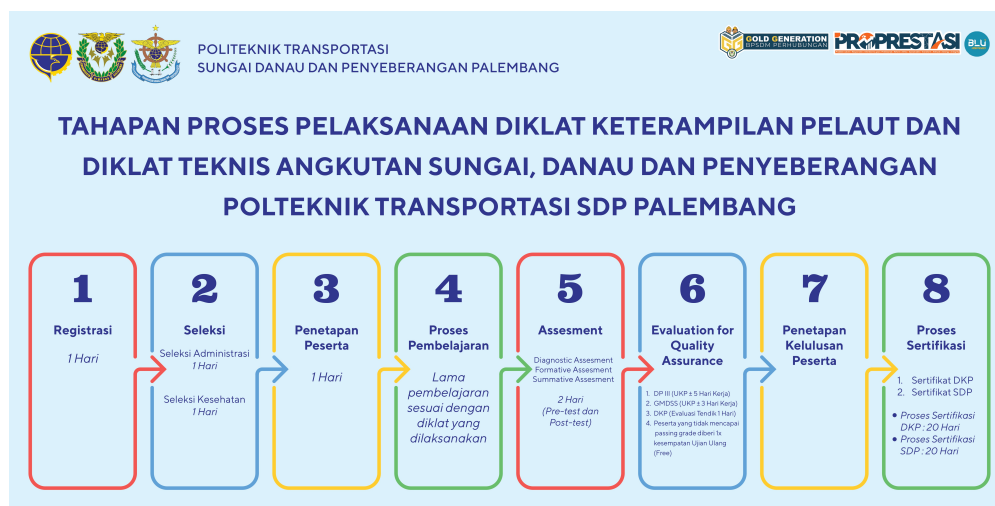 POLITEKNIK TRANSPORTASI
SUNGAI DANAU DAN PENYEBERANGAN PALEMBANG
GOLD GENERATION
BPSDM PERHUBUNGAN
PROPRESTASI
BLU
TAHAPAN PROSES PELAKSANAAN DIKLAT KETERAMPILAN PELAUT DAN
DIKLAT TEKNIS ANGKUTAN SUNGAI, DANAU DAN PENYEBERANGAN
POLTEKNIK TRANSPORTASI SDP PALEMBANG
1
Registrasi
1 Hari
2
Seleksi
Seleksi Administrasi
1 Hari
Seleksi Kesehatan
1 Hari
3
Penetapan
Peserta
1 Hari
4
Proses
Pembelajaran
Lama
pembelajaran
sesuai dengan
diklat yang
dilaksanakan
5
Assesment
Diagnostic Assesment
Formative Assesment
Summative Assesment
2 Hari
(Pre-test dan
Post-test)
6
Evaluation for
Quality
Assurance
1. DP III (UKP ± 5 Hari Kerja)
2. GMDSS (UKP ± 3 Hari Kerja)
3. DKP (Evaluasi Tendik 1 Hari)
4. Peserta yang tidak mencapai
passing grade diberi 1x
kesempatan Ujian Ulang
(Free)
7
Penetapan
Kelulusan
Peserta
8
Proses
Sertifikasi
1. Sertifikat DKP
2. Sertifikat SDP
• Proses Sertifikasi
DKP : 20 Hari
• Proses Sertifikasi
SDP : 20 Hari